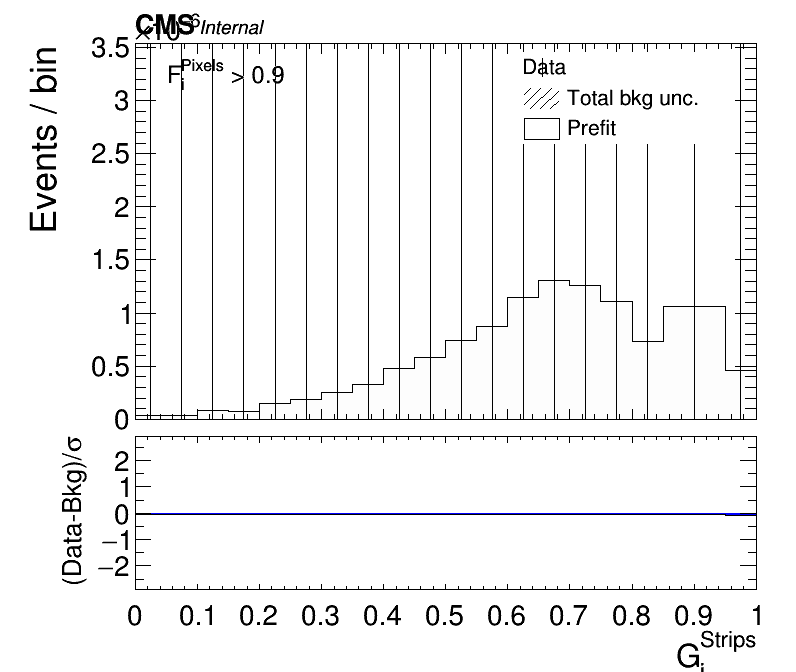 CMS Internal
×10⁻⁶
Events / bin
3.5
3
2.5
2
1.5
1
0.5
0
F_i^Pixels > 0.9
Data
Total bkg unc.
Prefit
(Data-Bkg)/σ
2
1
0
−1
−2
0 0.1 0.2 0.3 0.4 0.5 0.6 0.7 0.8 0.9 1
G_i^Strips